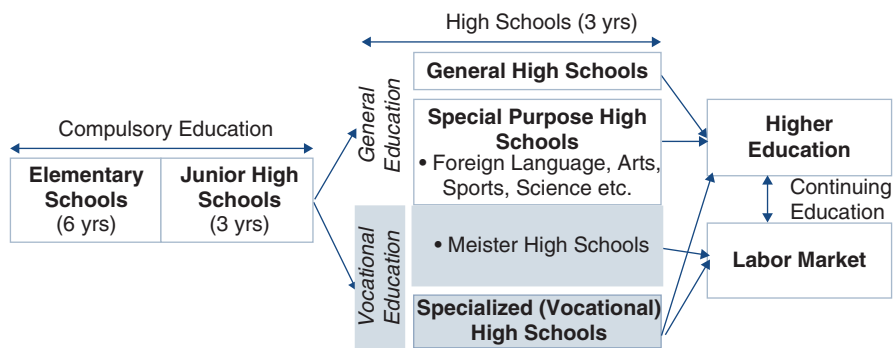 High Schools (3 yrs)
General High Schools
General
Education
Special Purpose High
Schools
• Foreign Language, Arts,
Sports, Science etc.
Compulsory Education
Elementary
Schools
(6 yrs)
Junior High
Schools
(3 yrs)
Vocational
Education
• Meister High Schools
Specialized (Vocational)
High Schools
Higher
Education
Continuing
Education
Labor Market